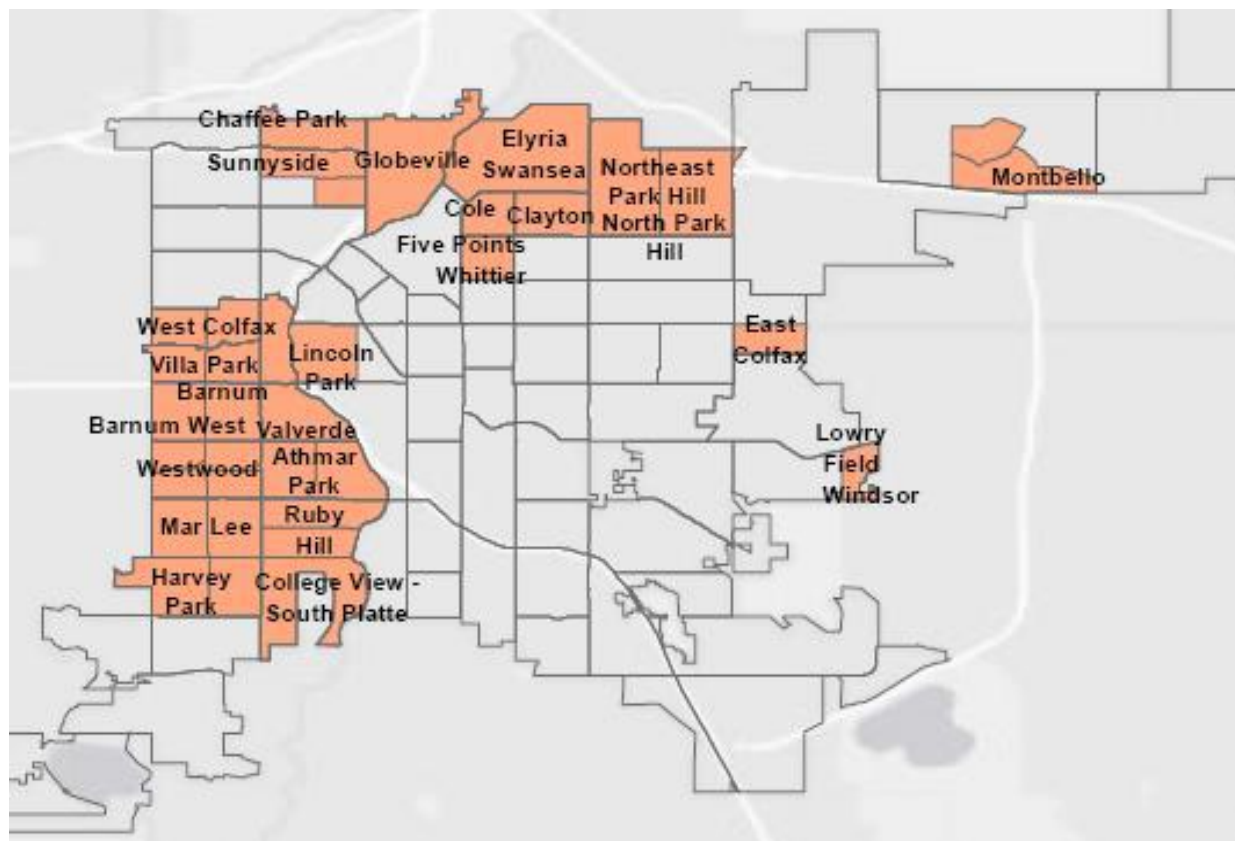 Chaffee Park
Sunnyside
Globeville
Elyria
Swansea
Northeast
Park Hill
North Park
Hill
Montbello
Cole
Clayton
Five Points
Whittier
West Colfax
Villa Park
Lincoln
Park
East
Colfax
Barnum
Barnum West
Valverde
Westwood
Athmar
Park
Lowry
Field
Windsor
Mar Lee
Ruby
Hill
Harvey
Park
College View -
South Platte